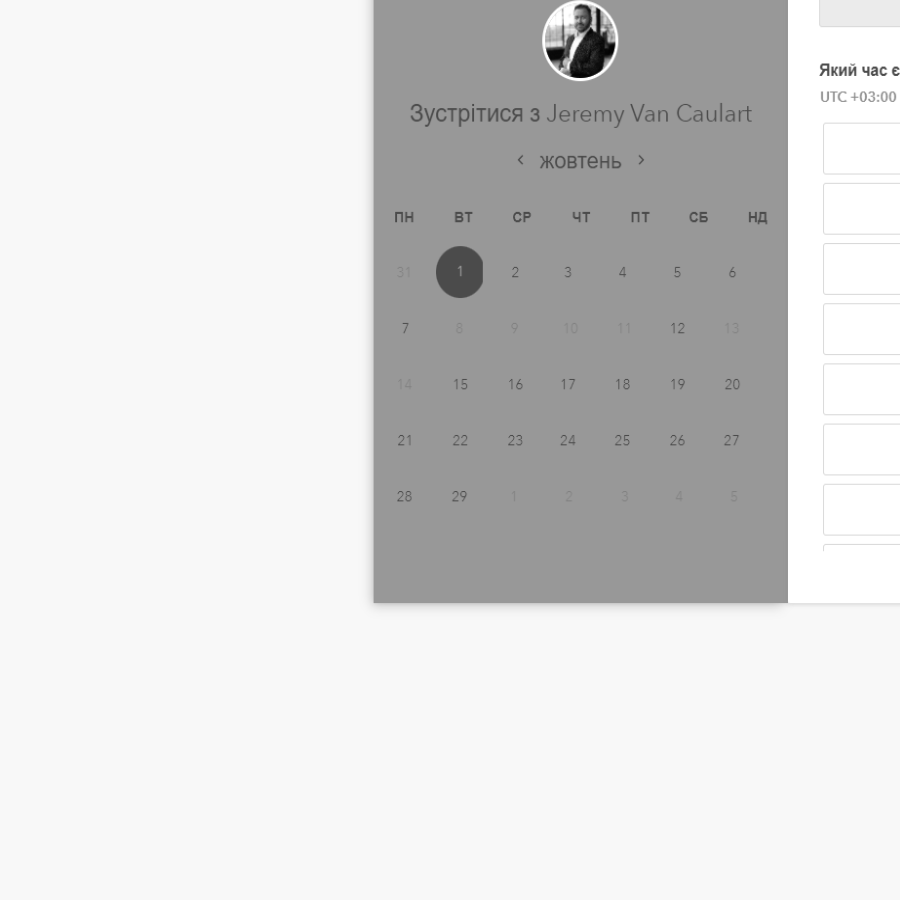 Зустрітися з Jeremy Van Caulart
‹ жовтень ›
ПН ВТ СР ЧТ ПТ СБ НД
31 1 2 3 4 5 6
7 8 9 10 11 12 13
14 15 16 17 18 19 20
21 22 23 24 25 26 27
28 29 1 2 3 4 5
Який час є
UTC +03:00